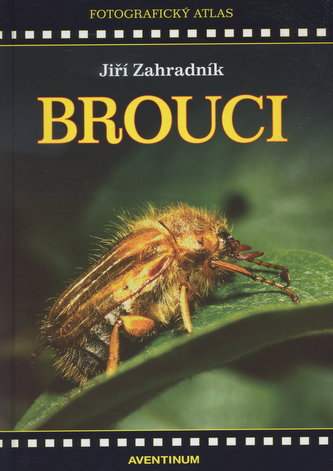 FOTOGRAFICKÝ ATLAS
Jiří Zahradník
BROUCI
AVENTINUM